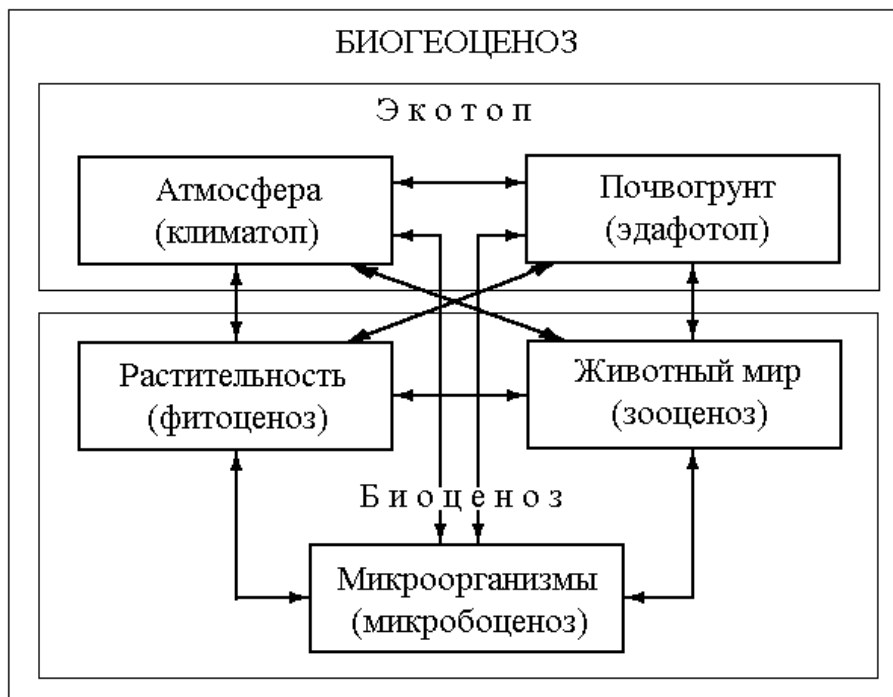 БИОГЕОЦЕНОЗ
Экотоп
Атмосфера
(климатоп)
Почвогрунт
(эдафотоп)
Растительность
(фитоценоз)
Животный мир
(зооценоз)
Биоценоз
Микроорганизмы
(микробоценоз)